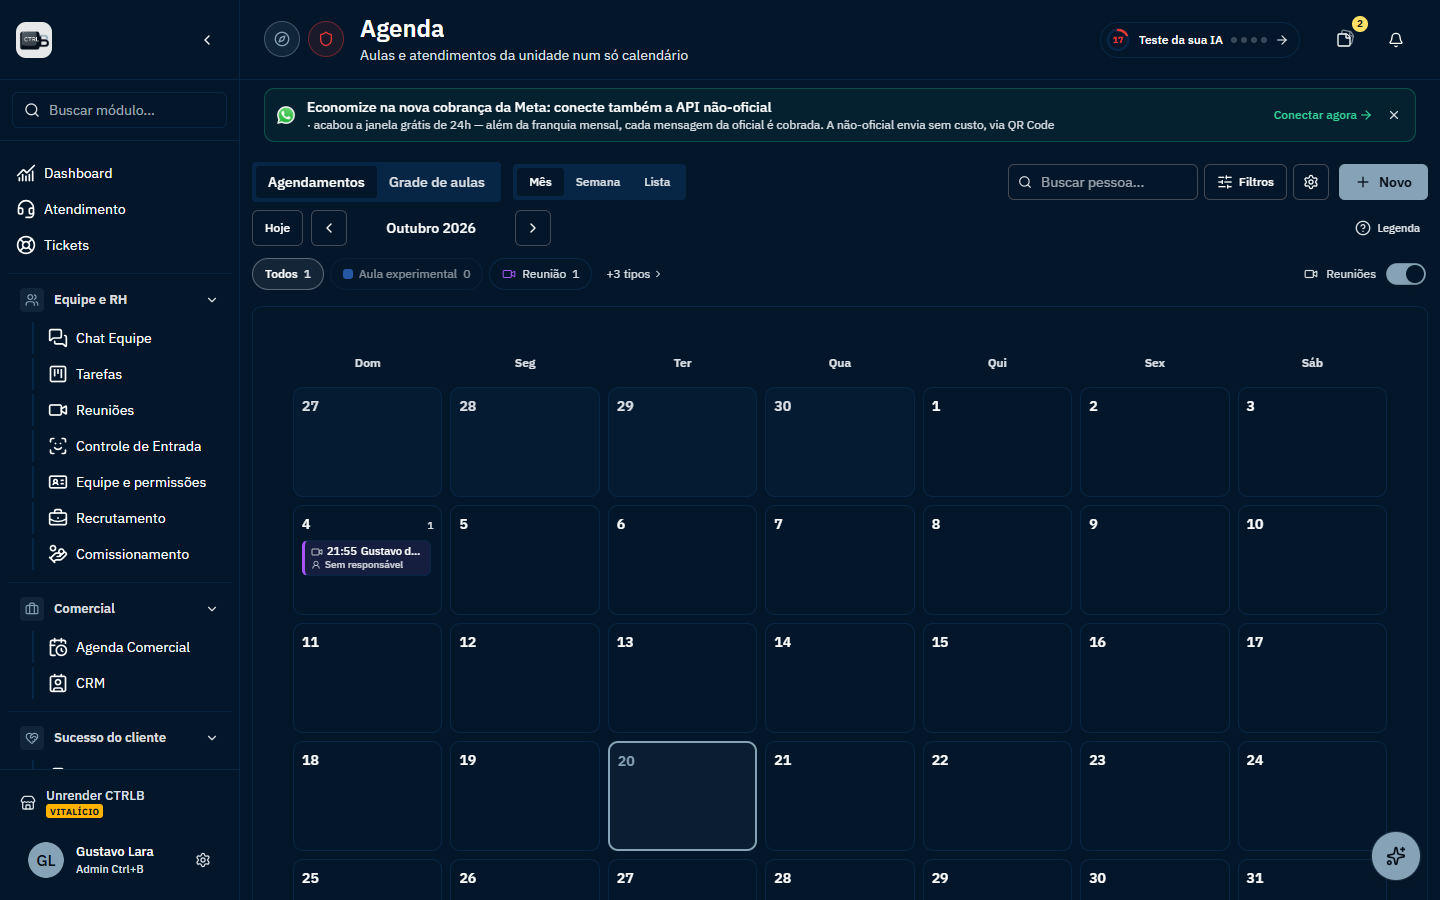 CTRL B
Agenda
Aulas e atendimentos da unidade num só calendário
17 Teste da sua IA
2
Buscar módulo...
Economize na nova cobrança da Meta: conecte também a API não-oficial
· acabou a janela grátis de 24h — além da franquia mensal, cada mensagem da oficial é cobrada. A não-oficial envia sem custo, via QR Code
Conectar agora →
Dashboard
Atendimento
Tickets
Equipe e RH
Chat Equipe
Tarefas
Reuniões
Controle de Entrada
Equipe e permissões
Recrutamento
Comissionamento
Comercial
Agenda Comercial
CRM
Sucesso do cliente
Unrender CTRLB
VITALÍCIO
GL
Gustavo Lara
Admin Ctrl+B
Agendamentos Grade de aulas
Mês Semana Lista
Buscar pessoa...
Filtros
+ Novo
Hoje
Outubro 2026
Legenda
Todos 1
Aula experimental 0
Reunião 1
+3 tipos
Reuniões
Dom Seg Ter Qua Qui Sex Sáb
27 28 29 30 1 2 3
4 1 5 6 7 8 9 10
21:55 Gustavo d...
Sem responsável
11 12 13 14 15 16 17
18 19 20 21 22 23 24
25 26 27 28 29 30 31